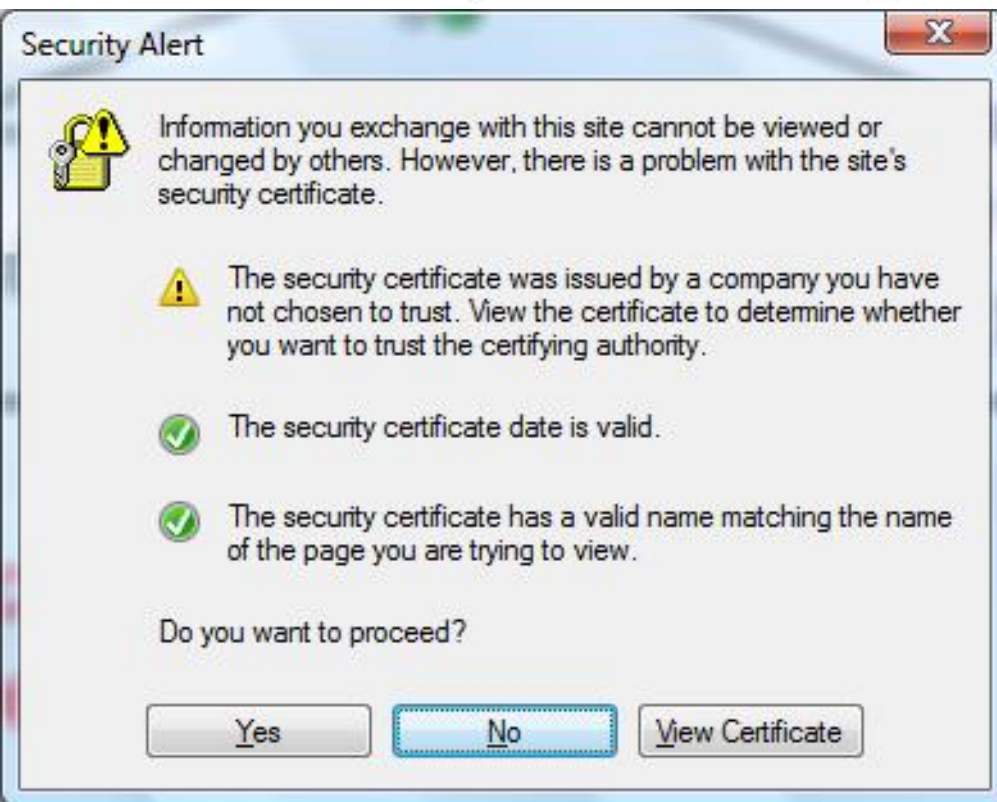 Security Alert
Information you exchange with this site cannot be viewed or
changed by others. However, there is a problem with the site's
security certificate.
The security certificate was issued by a company you have
not chosen to trust. View the certificate to determine whether
you want to trust the certifying authority.
The security certificate date is valid.
The security certificate has a valid name matching the name
of the page you are trying to view.
Do you want to proceed?
Yes No View Certificate